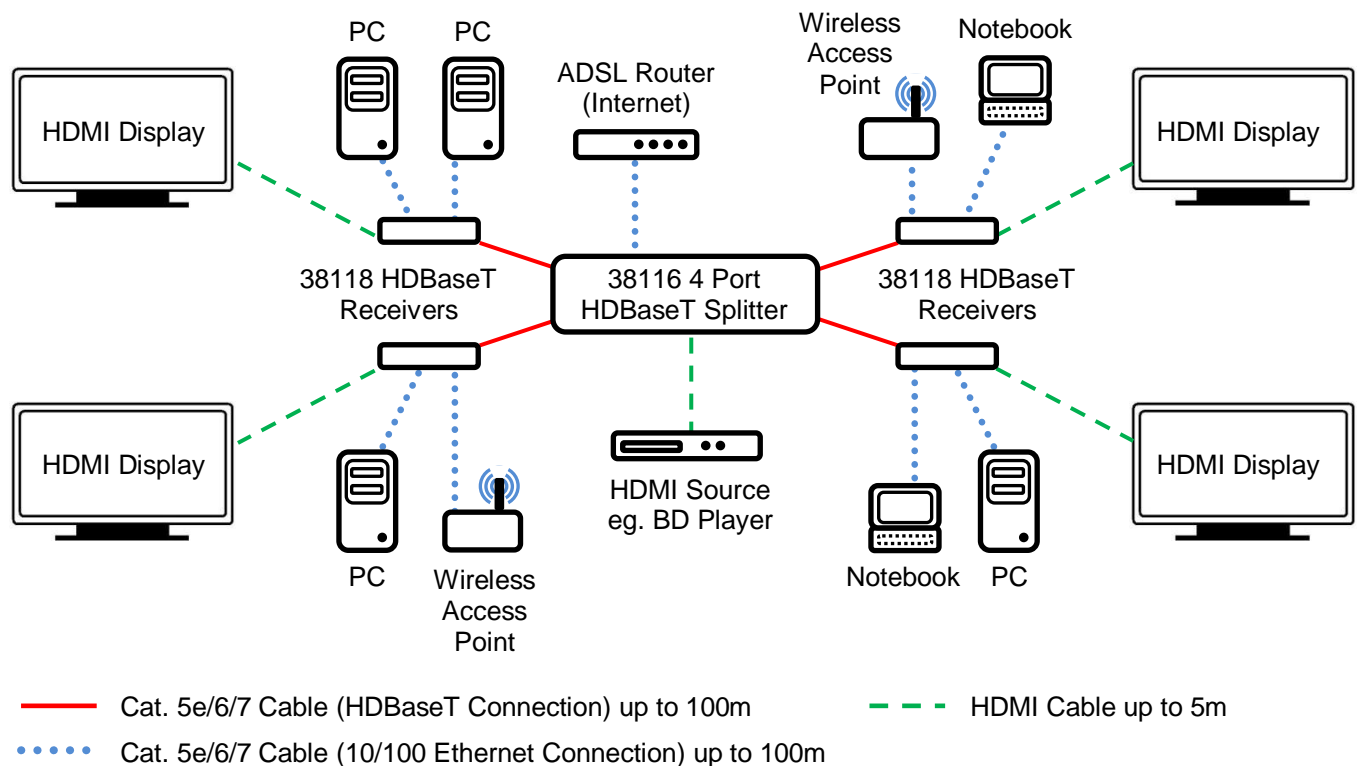 PC
PC
Wireless
Access
Point
Notebook
ADSL Router
(Internet)
HDMI Display
HDMI Display
38118 HDBaseT
Receivers
38116 4 Port
HDBaseT Splitter
38118 HDBaseT
Receivers
HDMI Display
HDMI Display
HDMI Source
eg. BD Player
PC
Wireless
Access
Point
Notebook
PC
Cat. 5e/6/7 Cable (HDBaseT Connection) up to 100m
HDMI Cable up to 5m
Cat. 5e/6/7 Cable (10/100 Ethernet Connection) up to 100m